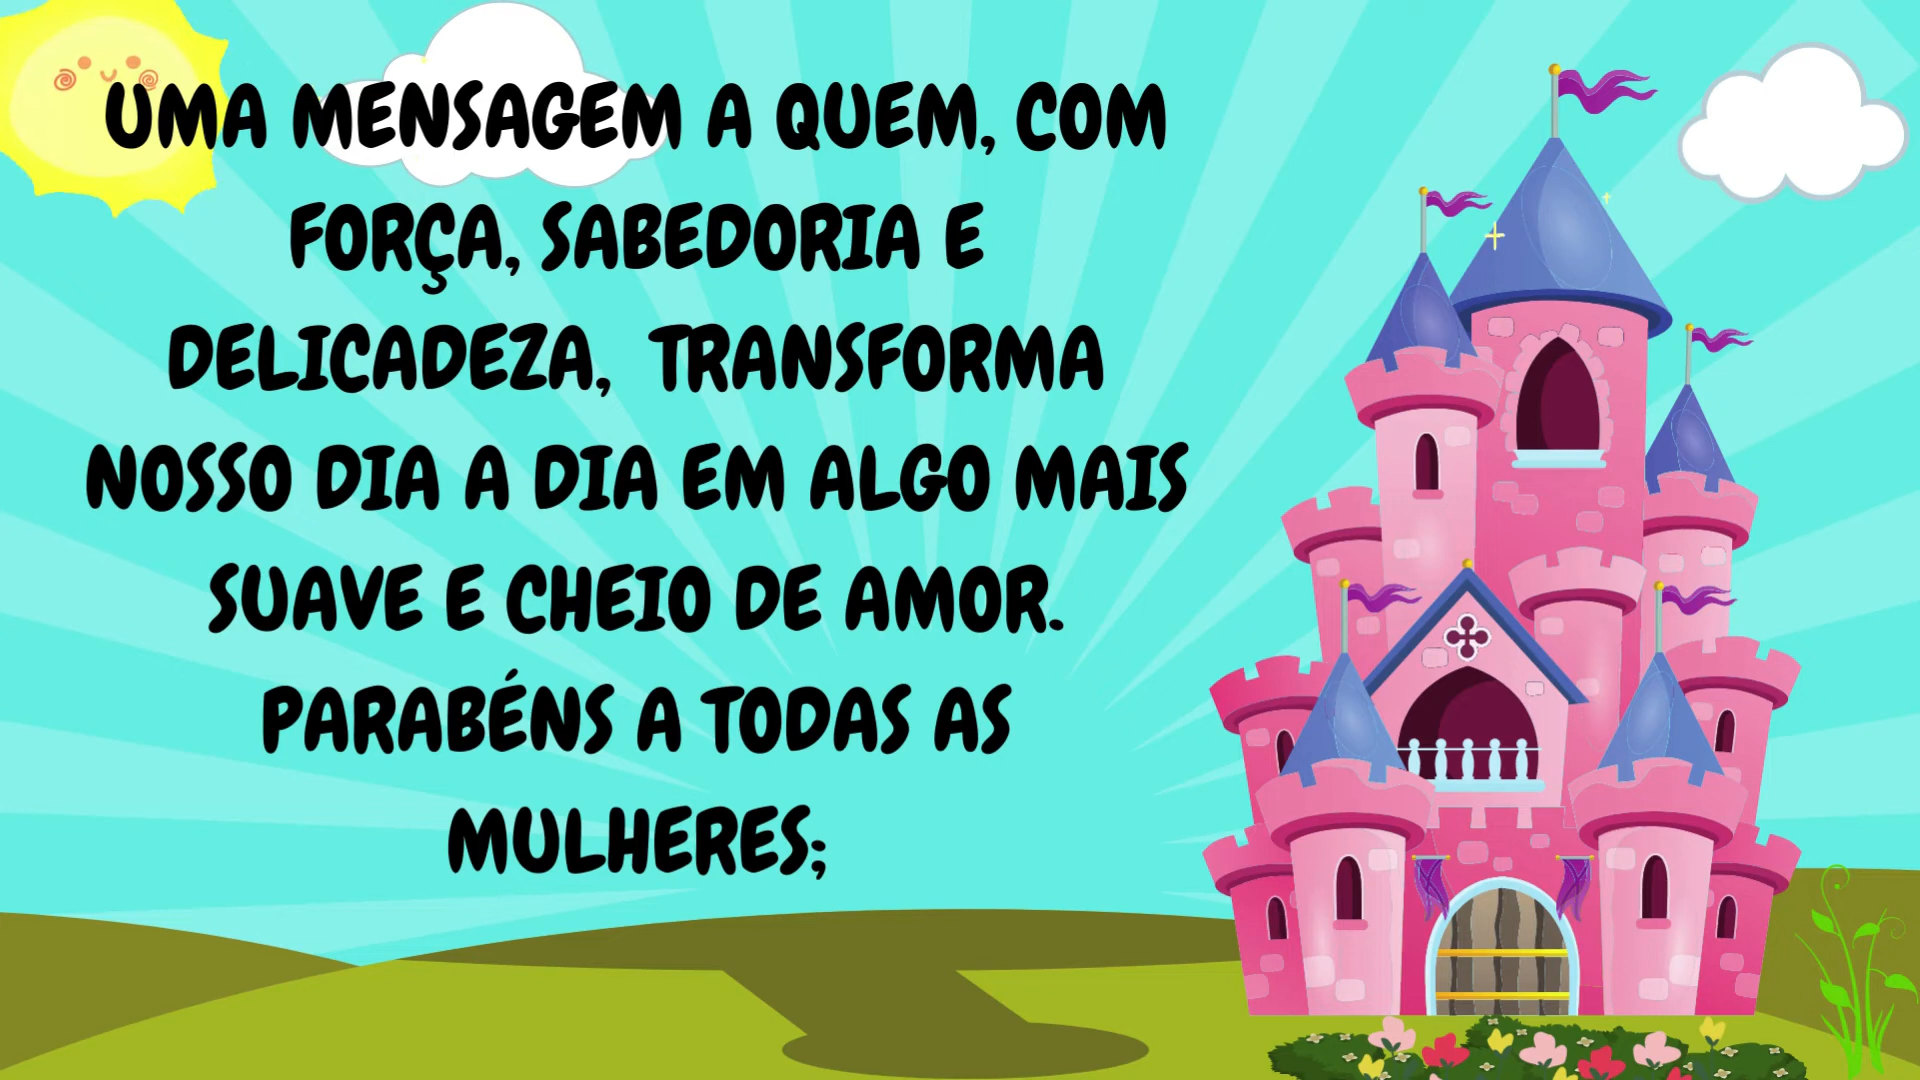 UMA MENSAGEM A QUEM, COM
FORÇA, SABEDORIA E
DELICADEZA, TRANSFORMA
NOSSO DIA A DIA EM ALGO MAIS
SUAVE E CHEIO DE AMOR.
PARABÉNS A TODAS AS
MULHERES;